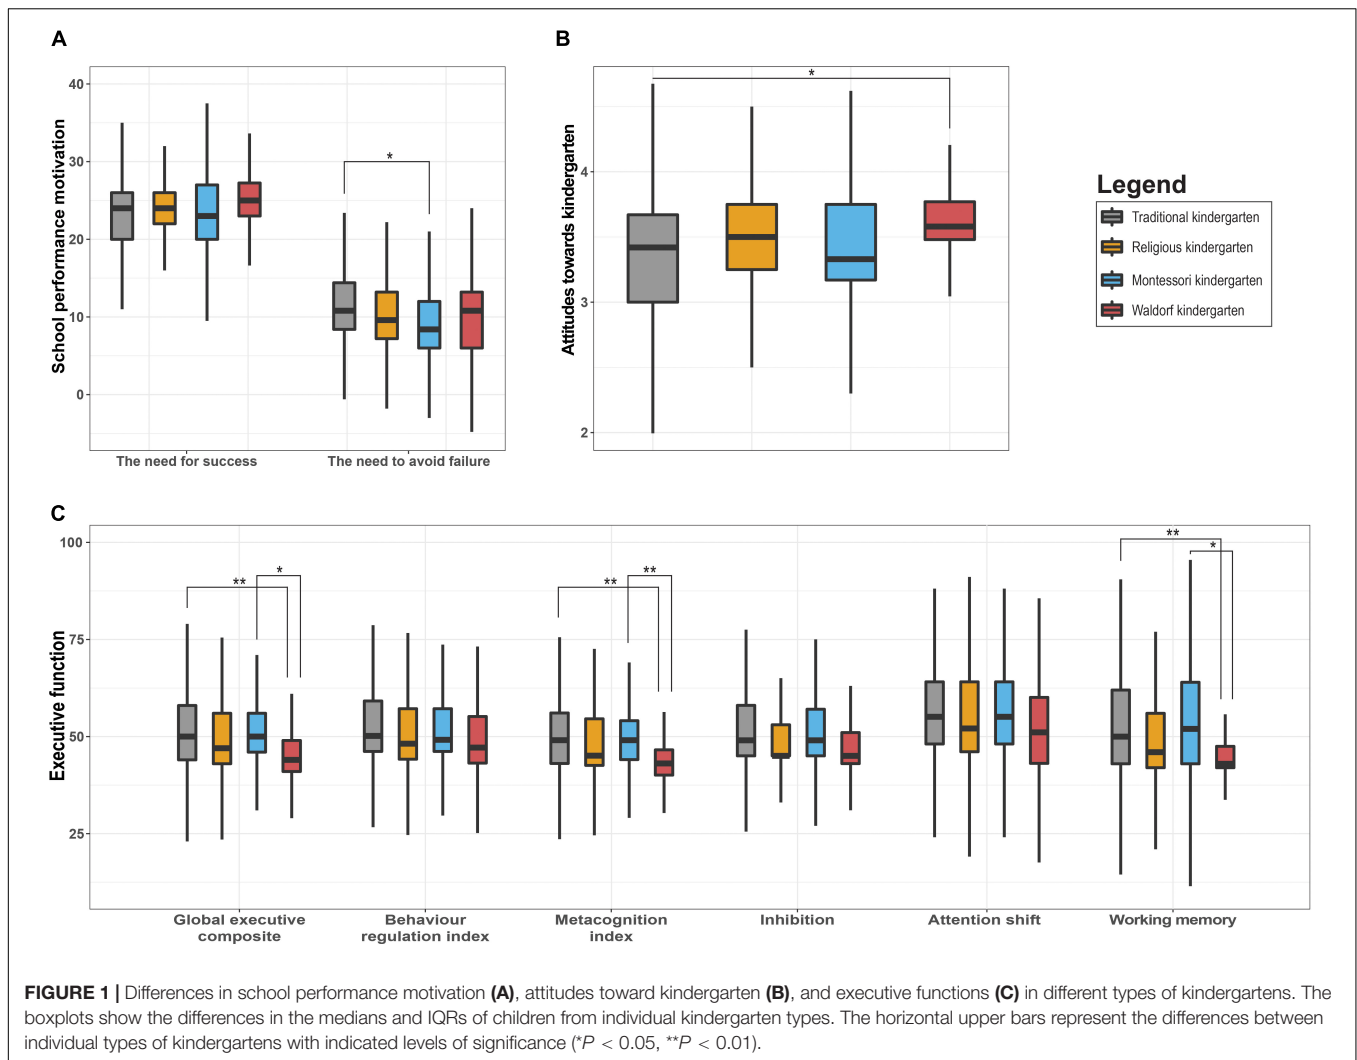 A
B
School performance motivation
40
30
20
10
0
*
The need for success
The need to avoid failure
Attitudes towards kindergarten
4
3
2
*
Legend
Traditional kindergarten
Religious kindergarten
Montessori kindergarten
Waldorf kindergarten
C
Executive function
100
75
50
25
**
*
**
**
**
*
Global executive
composite
Behaviour
regulation index
Metacognition
index
Inhibition
Attention shift
Working memory
FIGURE 1 | Differences in school performance motivation (A), attitudes toward kindergarten (B), and executive functions (C) in different types of kindergartens. The
boxplots show the differences in the medians and IQRs of children from individual kindergarten types. The horizontal upper bars represent the differences between
individual types of kindergartens with indicated levels of significance (*P < 0.05, **P < 0.01).